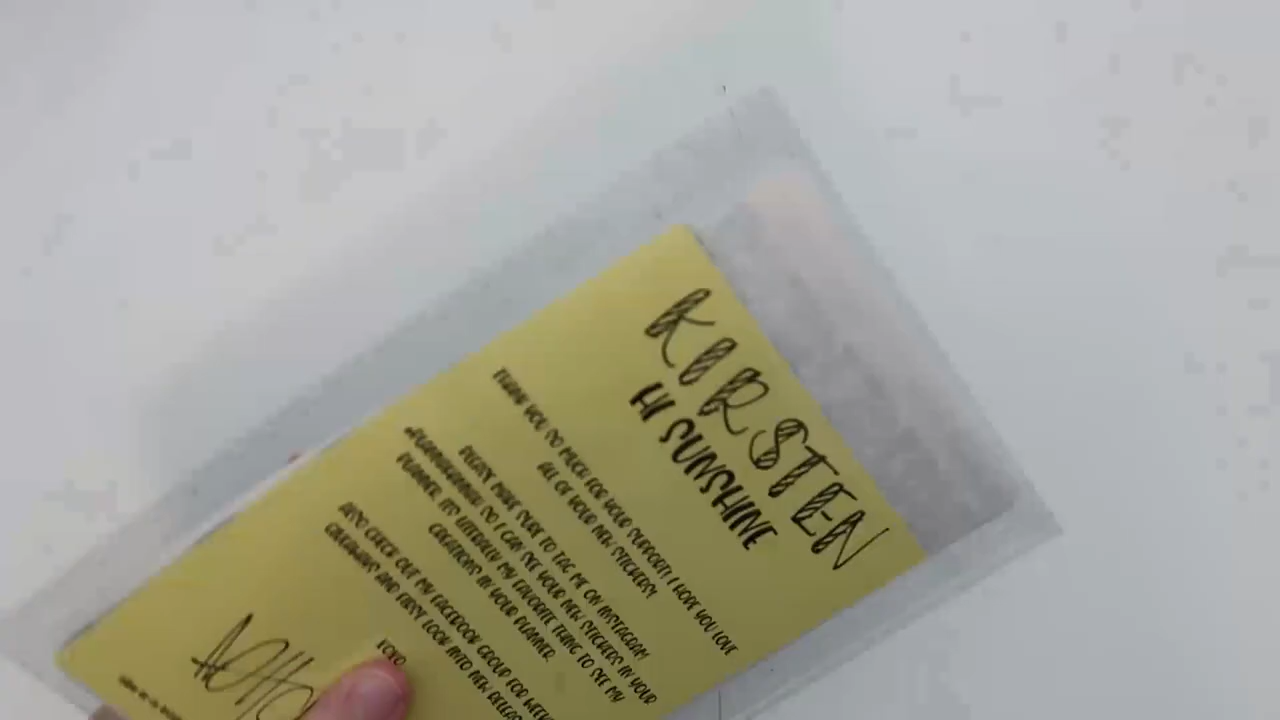 KIRSTEN
HI SUNSHINE
THANK YOU SO MUCH FOR YOUR SUPPORT! I HOPE YOU LOVE
ALL OF YOUR NEW STICKERS!
PLEASE MAKE SURE TO TAG ME ON INSTAGRAM
SO I CAN SEE YOUR NEW STICKERS IN YOUR
PLANNER. ITS LITERALLY MY FAVORITE THING TO SEE MY
CREATIONS IN YOUR PLANNER.
ALSO CHECK OUT MY FACEBOOK GROUP FOR
GIVEAWAYS AND FIRST LOOK INTO NEW
XOXO